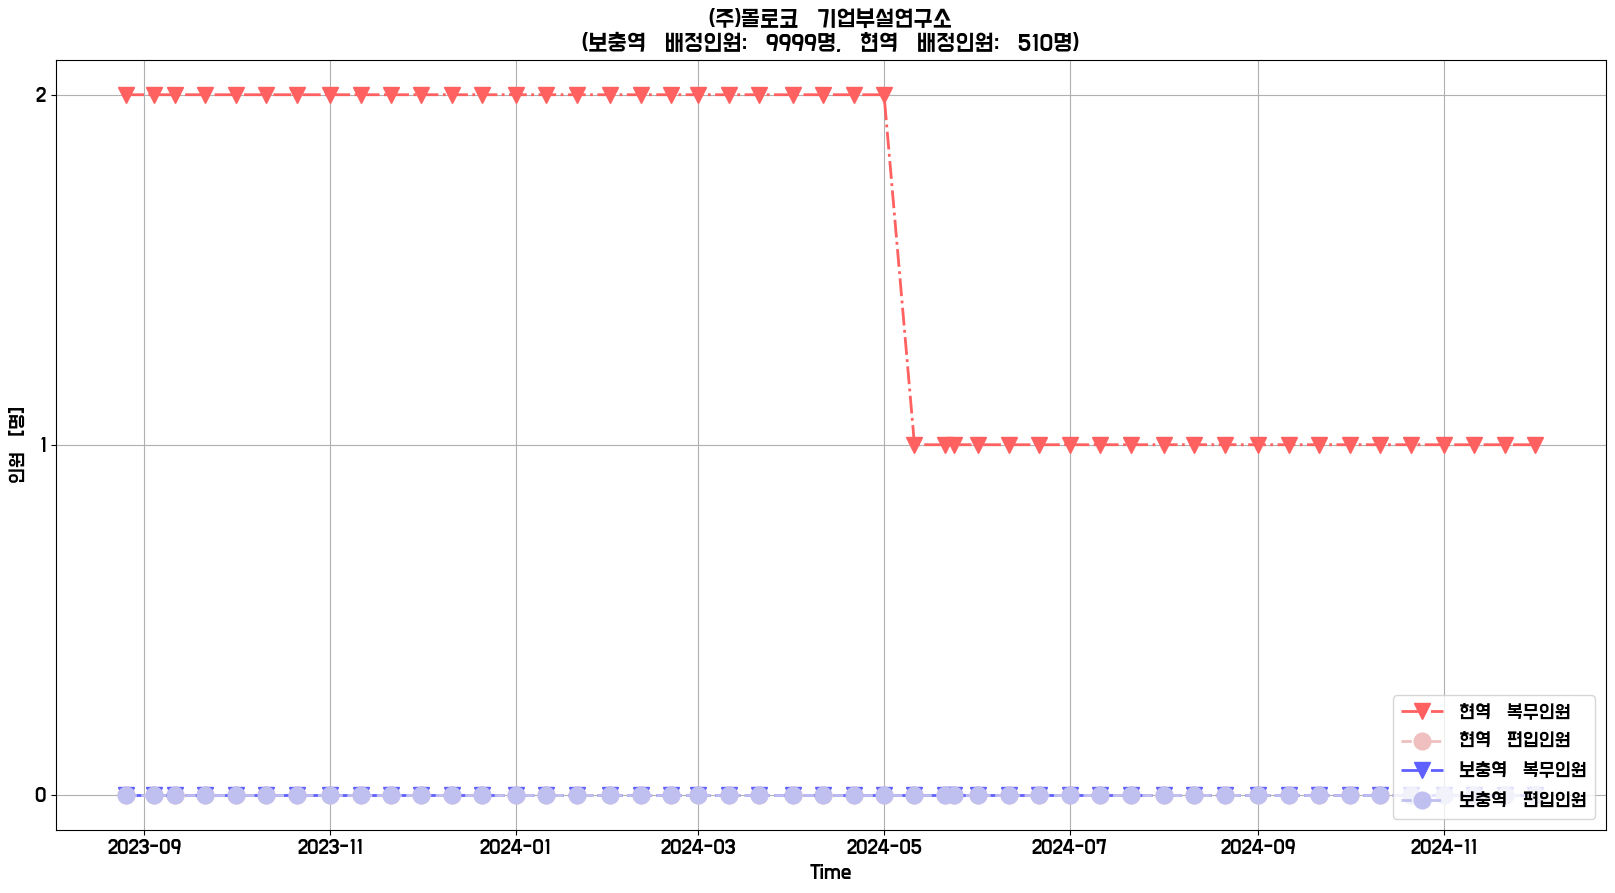 (주)몰로코 기업부설연구소
(보충역 배정인원: 9999명, 현역 배정인원: 510명)
2
1
0
인원 [명]
2023-09 2023-11 2024-01 2024-03 2024-05 2024-07 2024-09 2024-11
Time
현역 복무인원
현역 편입인원
보충역 복무인원
보충역 편입인원